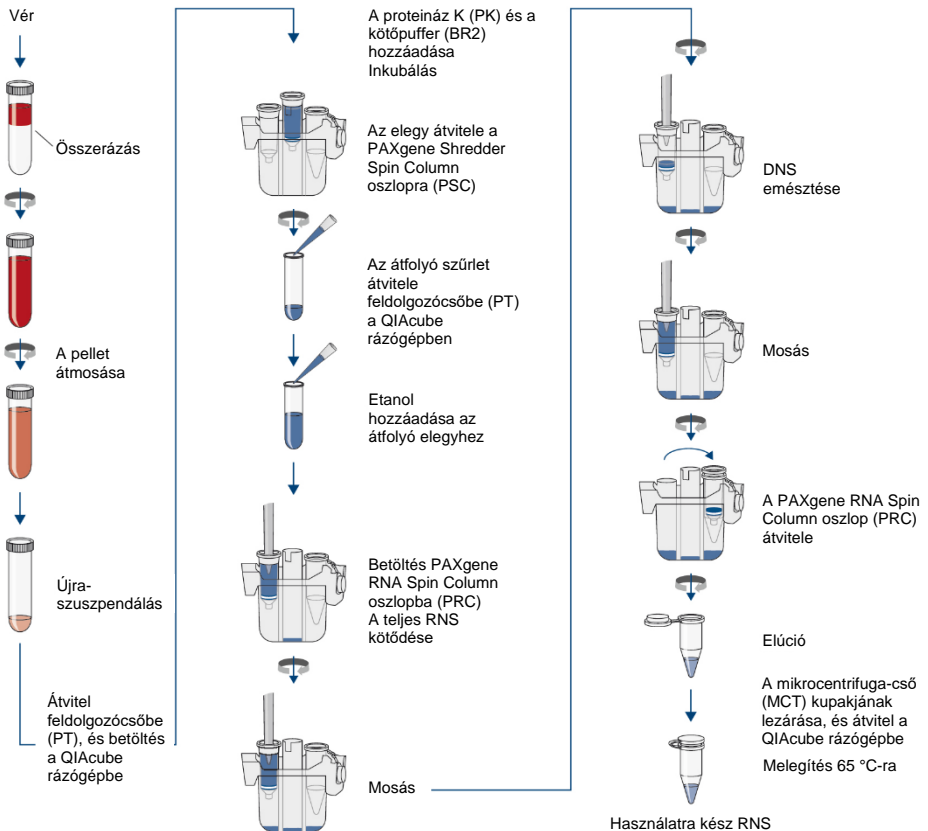 Vér
Összerázás
A pellet
átmosása
Újra-
szuszpendálás
Átvitel
feldolgozócsőbe
(PT), és betöltés
a QIAcube
rázógépbe
A proteináz K (PK) és a
kötőpuffer (BR2)
hozzáadása
Inkubálás
Az elegy átvitele a
PAXgene Shredder
Spin Column
oszlopra (PSC)
Az átfolyó szűrlet
átvitele
feldolgozócsőbe (PT)
a QIAcube
rázógépben
Etanol
hozzáadása az
átfolyó elegyhez
Betöltés PAXgene
RNA Spin Column
oszlopba (PRC)
A teljes RNS
kötődése
Mosás
DNS
emésztése
Mosás
A PAXgene RNA Spin
Column oszlop (PRC)
átvitele
Elúció
A mikrocentrifuga-cső
(MCT) kupakjának
lezárása, és átvitel a
QIAcube rázógépbe
Melegítés 65 °C-ra
Használatra kész RNS